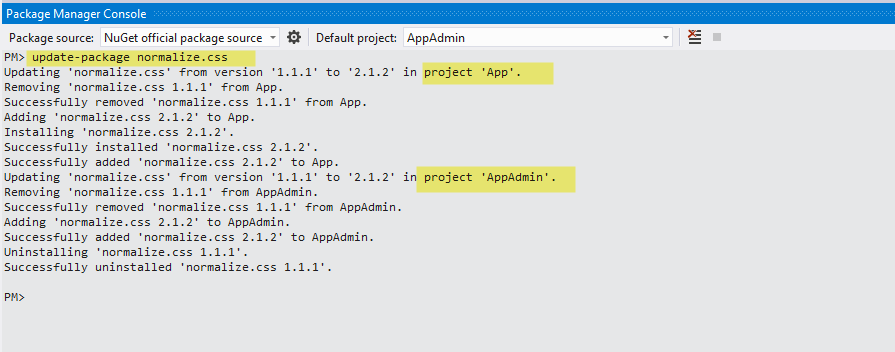 Package Manager Console
Package source: NuGet official package source Default project: AppAdmin
PM> update-package normalize.css
Updating 'normalize.css' from version '1.1.1' to '2.1.2' in project 'App'.
Removing 'normalize.css 1.1.1' from App.
Successfully removed 'normalize.css 1.1.1' from App.
Adding 'normalize.css 2.1.2' to App.
Installing 'normalize.css 2.1.2'.
Successfully installed 'normalize.css 2.1.2'.
Successfully added 'normalize.css 2.1.2' to App.
Updating 'normalize.css' from version '1.1.1' to '2.1.2' in project 'AppAdmin'.
Removing 'normalize.css 1.1.1' from AppAdmin.
Successfully removed 'normalize.css 1.1.1' from AppAdmin.
Adding 'normalize.css 2.1.2' to AppAdmin.
Successfully added 'normalize.css 2.1.2' to AppAdmin.
Uninstalling 'normalize.css 1.1.1'.
Successfully uninstalled 'normalize.css 1.1.1'.
PM>